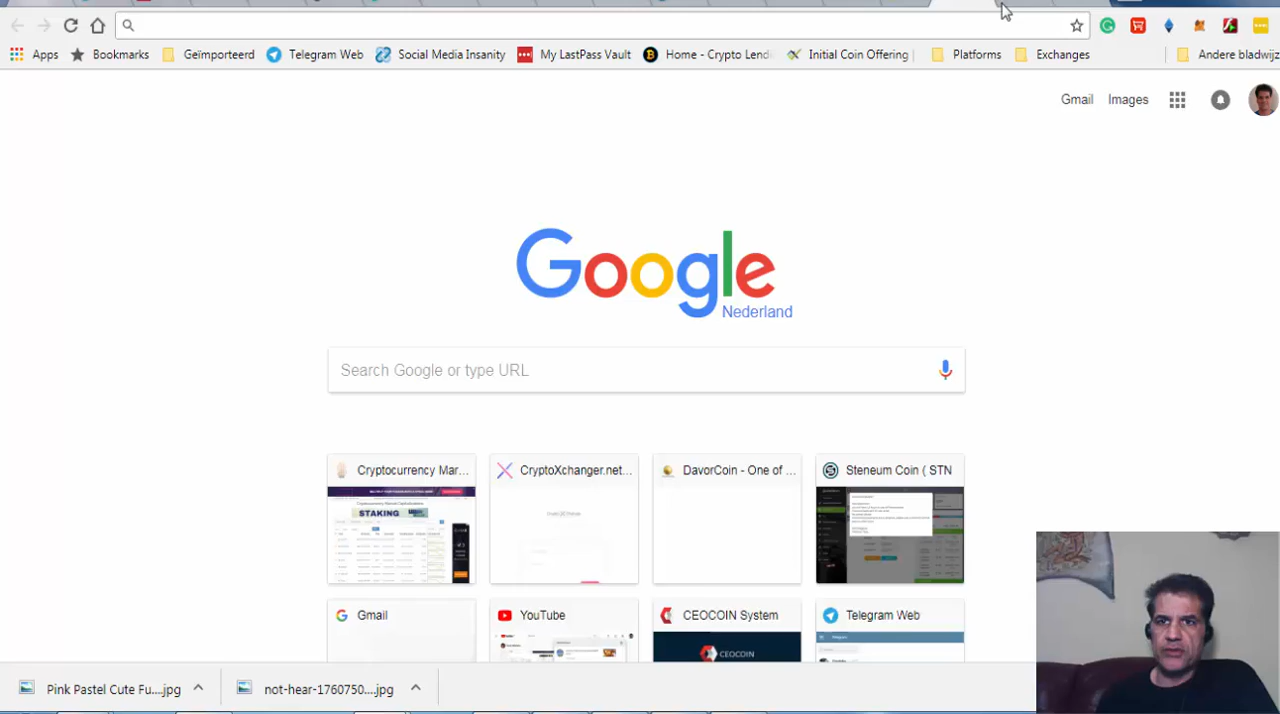 Apps Bookmarks Geïmporteerd Telegram Web Social Media Insanity My LastPass Vault Home - Crypto Lend Initial Coin Offering | Platforms Exchanges Andere bladwijz
Gmail Images
Google
Nederland
Search Google or type URL
Cryptocurrency Mar... CryptoXchanger.net... DavorCoin - One of ... Steneum Coin ( STN
STAKING
Gmail YouTube CEOCOIN System Telegram Web
CEOCOIN
Pink Pastel Cute Fu....jpg not-hear-1760750....jpg